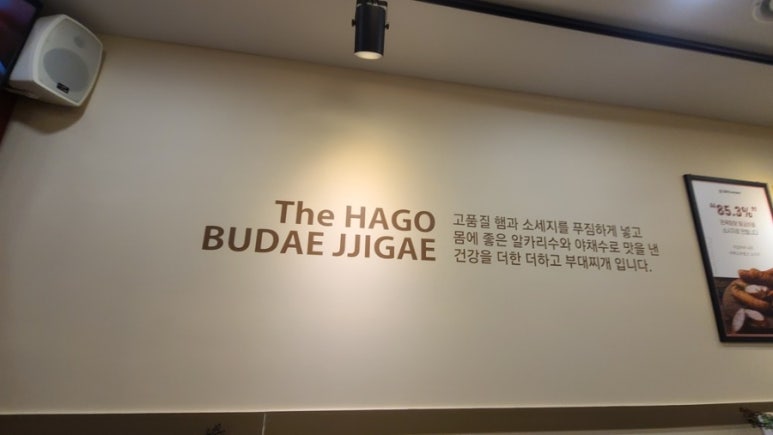 The HAGO
BUDAE JJIGAE
고품질 햄과 소세지를 푸짐하게 넣고
몸에 좋은 알카리수와 야채수로 맛을 낸
건강을 더한 더하고 부대찌개 입니다.
85.3%